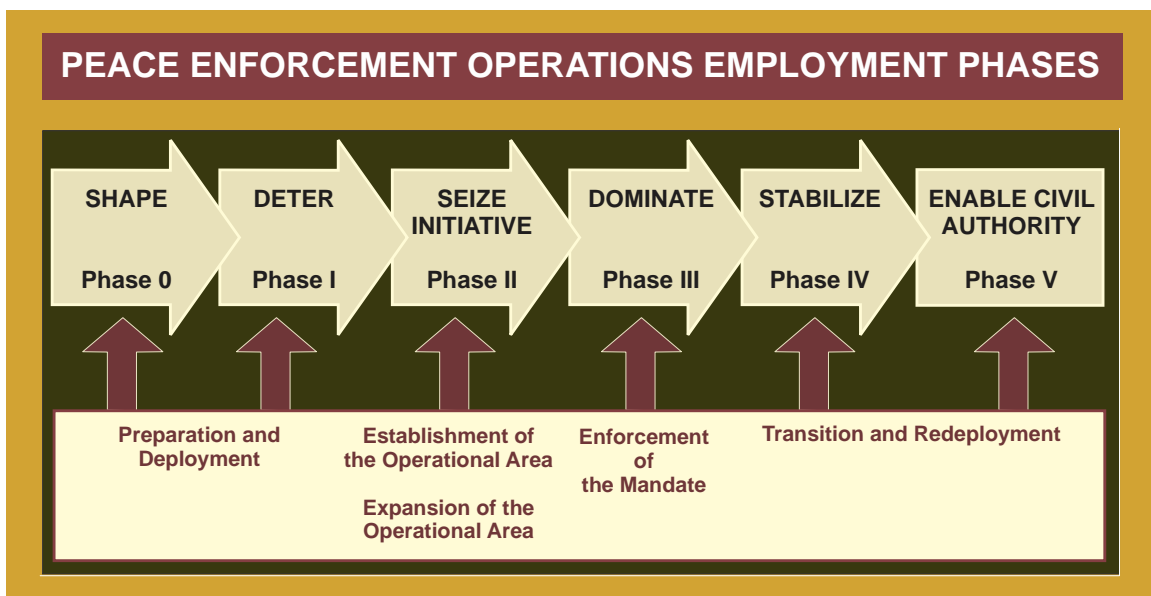 PEACE ENFORCEMENT OPERATIONS EMPLOYMENT PHASES
SHAPE
Phase 0
DETER
Phase I
SEIZE
INITIATIVE
Phase II
DOMINATE
Phase III
STABILIZE
Phase IV
ENABLE CIVIL
AUTHORITY
Phase V
Preparation and
Deployment
Establishment of
the Operational Area
Expansion of the
Operational Area
Enforcement
of
the Mandate
Transition and Redeployment